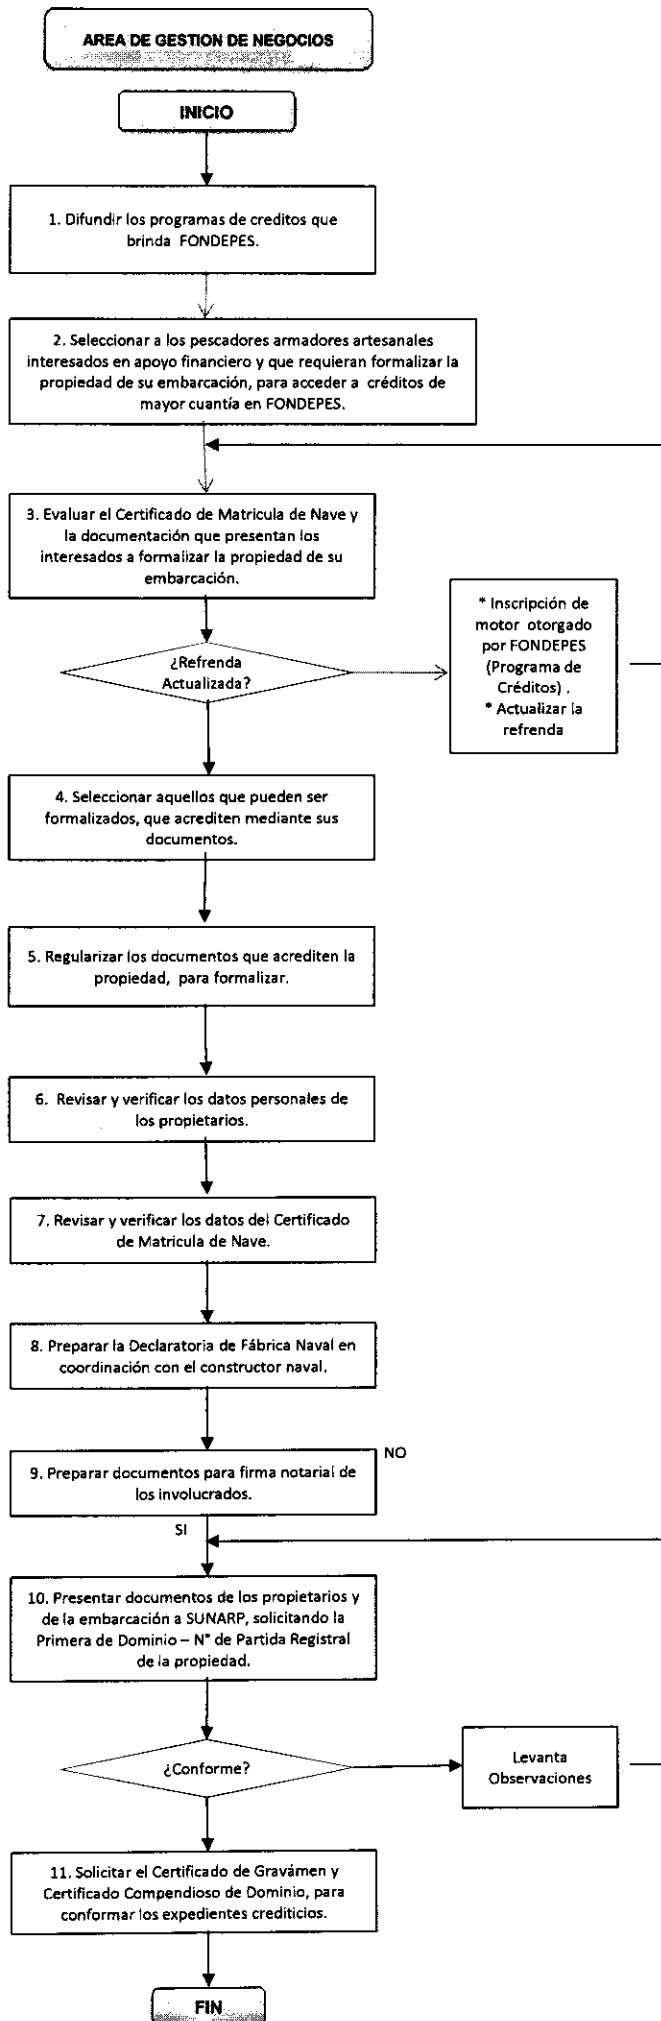 AREA DE GESTION DE NEGOCIOS
INICIO
1. Difundir los programas de creditos que
brinda FONDEPES.
2. Seleccionar a los pescadores armadores artesanales
interesados en apoyo financiero y que requieran formalizar la
propiedad de su embarcación, para acceder a créditos de
mayor cuantía en FONDEPES.
3. Evaluar el Certificado de Matricula de Nave y
la documentación que presentan los
interesados a formalizar la propiedad de su
embarcación.
¿Refrenda
Actualizada?
* Inscripción de
motor otorgado
por FONDEPES
(Programa de
Créditos) .
* Actualizar la
refrenda
4. Seleccionar aquellos que pueden ser
formalizados, que acrediten mediante sus
documentos.
5. Regularizar los documentos que acrediten la
propiedad, para formalizar.
6. Revisar y verificar los datos personales de
los propietarios.
7. Revisar y verificar los datos del Certificado
de Matricula de Nave.
8. Preparar la Declaratoria de Fábrica Naval en
coordinación con el constructor naval.
NO
9. Preparar documentos para firma notarial de
los involucrados.
SI
10. Presentar documentos de los propietarios y
de la embarcación a SUNARP, solicitando la
Primera de Dominio – N° de Partida Registral
de la propiedad.
¿Conforme?
Levanta
Observaciones
11. Solicitar el Certificado de Gravámen y
Certificado Compendioso de Dominio, para
conformar los expedientes crediticios.
FIN